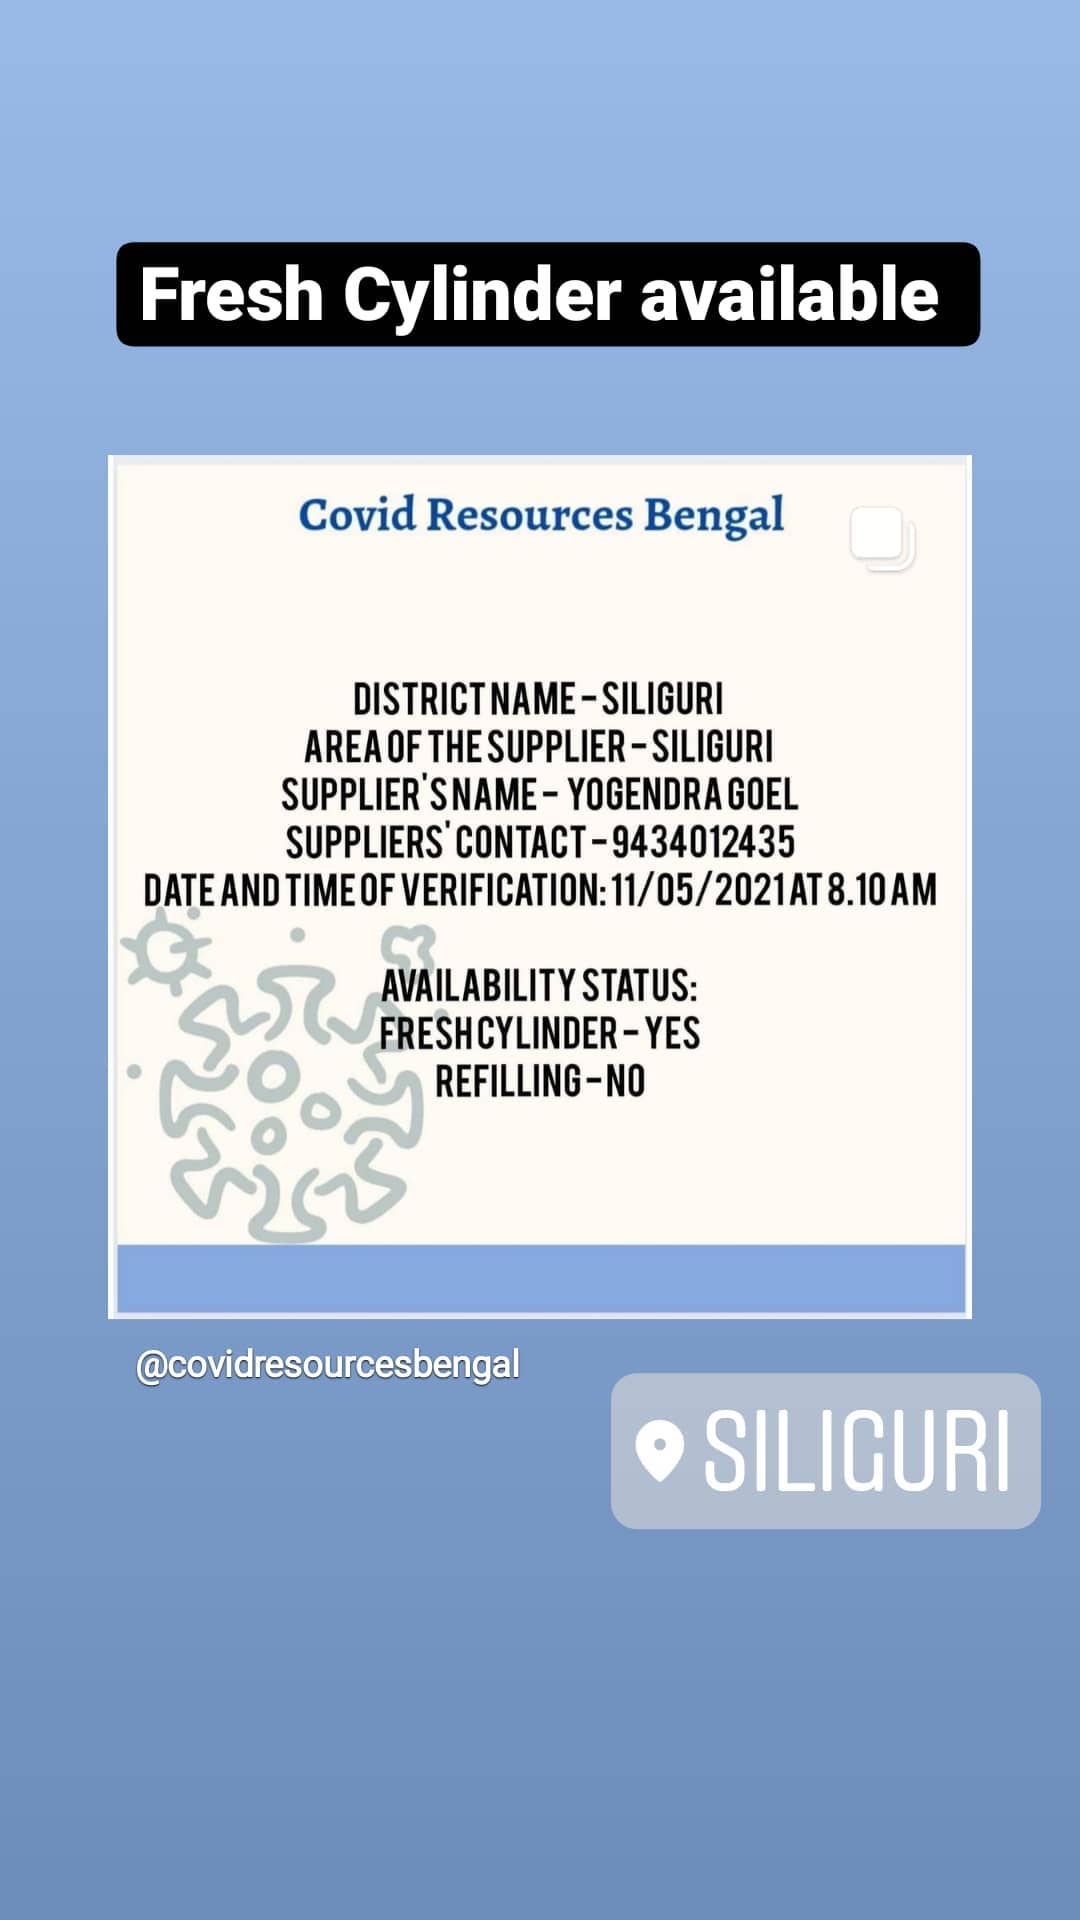 Fresh Cylinder available
Covid Resources Bengal
DISTRICT NAME - SILIGURI
AREA OF THE SUPPLIER - SILIGURI
SUPPLIER'S NAME - YOGENDRA GOEL
SUPPLIERS' CONTACT - 9434012435
DATE AND TIME OF VERIFICATION: 11/05/2021 AT 8.10 AM
AVAILABILITY STATUS:
FRESH CYLINDER - YES
REFILLING - NO
@covidresourcesbengal
SILIGURI